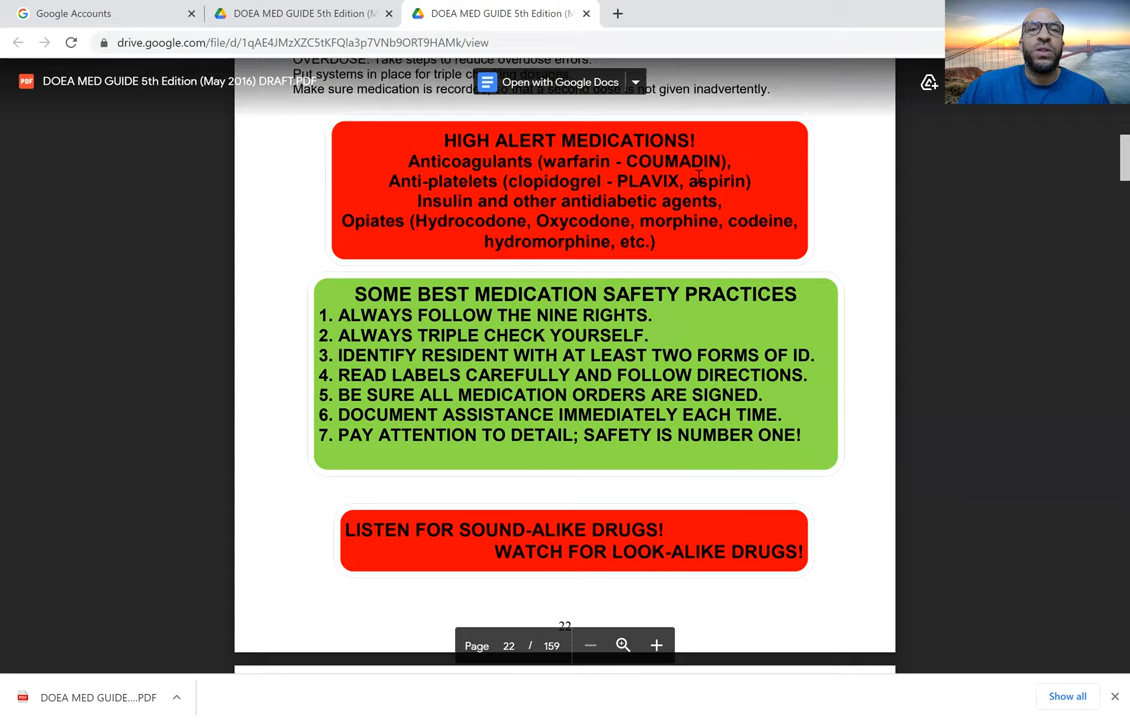 Google Accounts
DOEA MED GUIDE 5th Edition (M
DOEA MED GUIDE 5th Edition (M
drive.google.com/file/d/1qAE4JMzXZC5tKFQla3p7VNb9ORT9HAMk/view
OVERDOSE: Take steps to reduce overdose errors.
DOEA MED GUIDE 5th Edition (May 2016) DRAFT.PDF
Open with Google Docs
Put systems in place for triple
Make sure medication is recorded, so that a second dose is not given inadvertently.
HIGH ALERT MEDICATIONS!
Anticoagulants (warfarin - COUMADIN),
Anti-platelets (clopidogrel - PLAVIX, aspirin)
Insulin and other antidiabetic agents,
Opiates (Hydrocodone, Oxycodone, morphine, codeine,
hydromorphine, etc.)
SOME BEST MEDICATION SAFETY PRACTICES
1. ALWAYS FOLLOW THE NINE RIGHTS.
2. ALWAYS TRIPLE CHECK YOURSELF.
3. IDENTIFY RESIDENT WITH AT LEAST TWO FORMS OF ID.
4. READ LABELS CAREFULLY AND FOLLOW DIRECTIONS.
5. BE SURE ALL MEDICATION ORDERS ARE SIGNED.
6. DOCUMENT ASSISTANCE IMMEDIATELY EACH TIME.
7. PAY ATTENTION TO DETAIL; SAFETY IS NUMBER ONE!
LISTEN FOR SOUND-ALIKE DRUGS!
WATCH FOR LOOK-ALIKE DRUGS!
22
Page 22 / 159
DOEA MED GUIDE....PDF
Show all